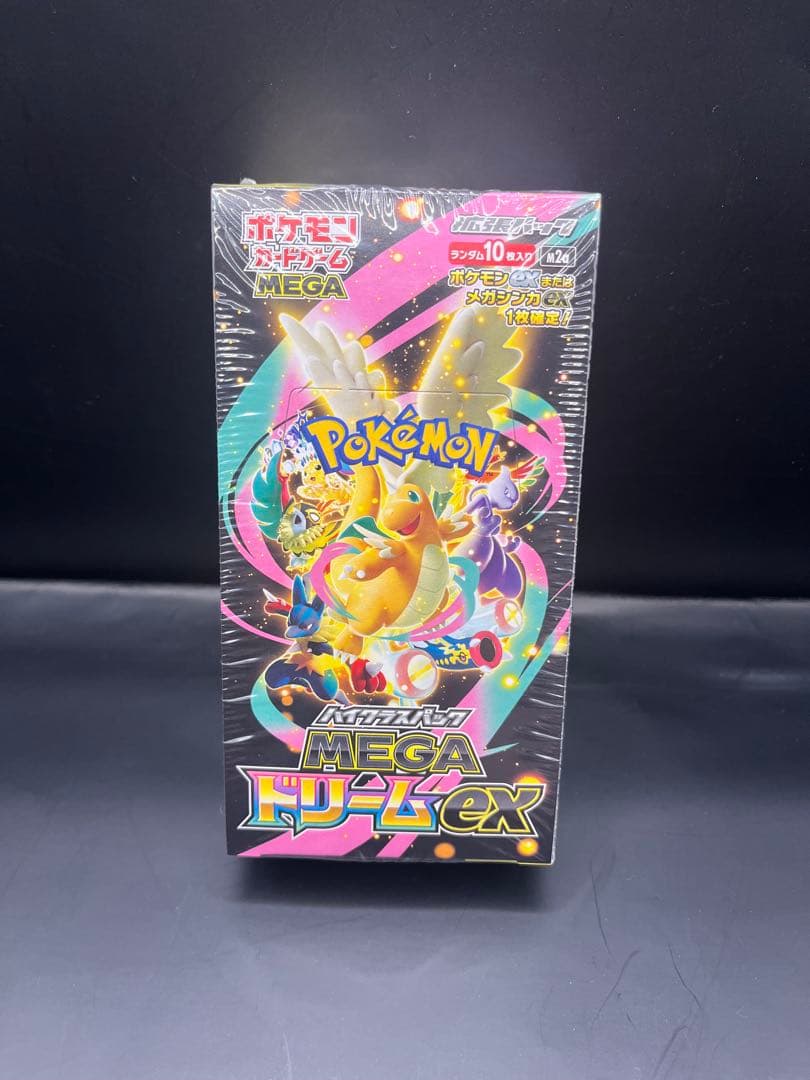 ポケモン
カードゲーム
MEGA
拡張パック
ランダム10枚入り
M2a
ポケモンexまたは
メガシンカex
1枚確定!
POKéMON
ハイクラスパック
MEGA
ドリームex